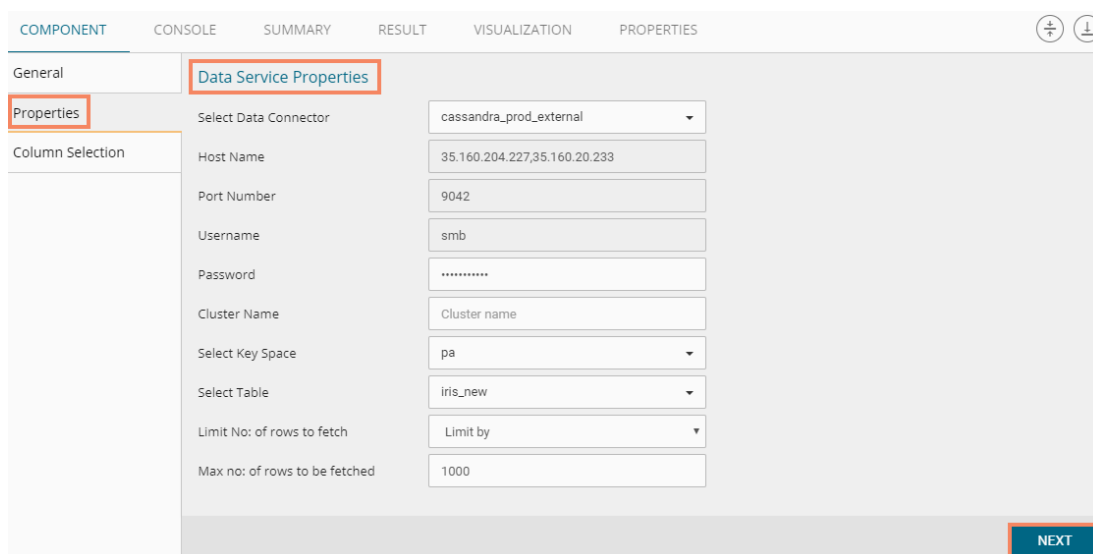 COMPONENT CONSOLE SUMMARY RESULT VISUALIZATION PROPERTIES
General
Properties
Column Selection
Data Service Properties
Select Data Connector cassandra_prod_external
Host Name 35.160.204.227,35.160.20.233
Port Number 9042
Username smb
Password •••••••••••
Cluster Name Cluster name
Select Key Space pa
Select Table iris_new
Limit No: of rows to fetch Limit by
Max no: of rows to be fetched 1000
NEXT